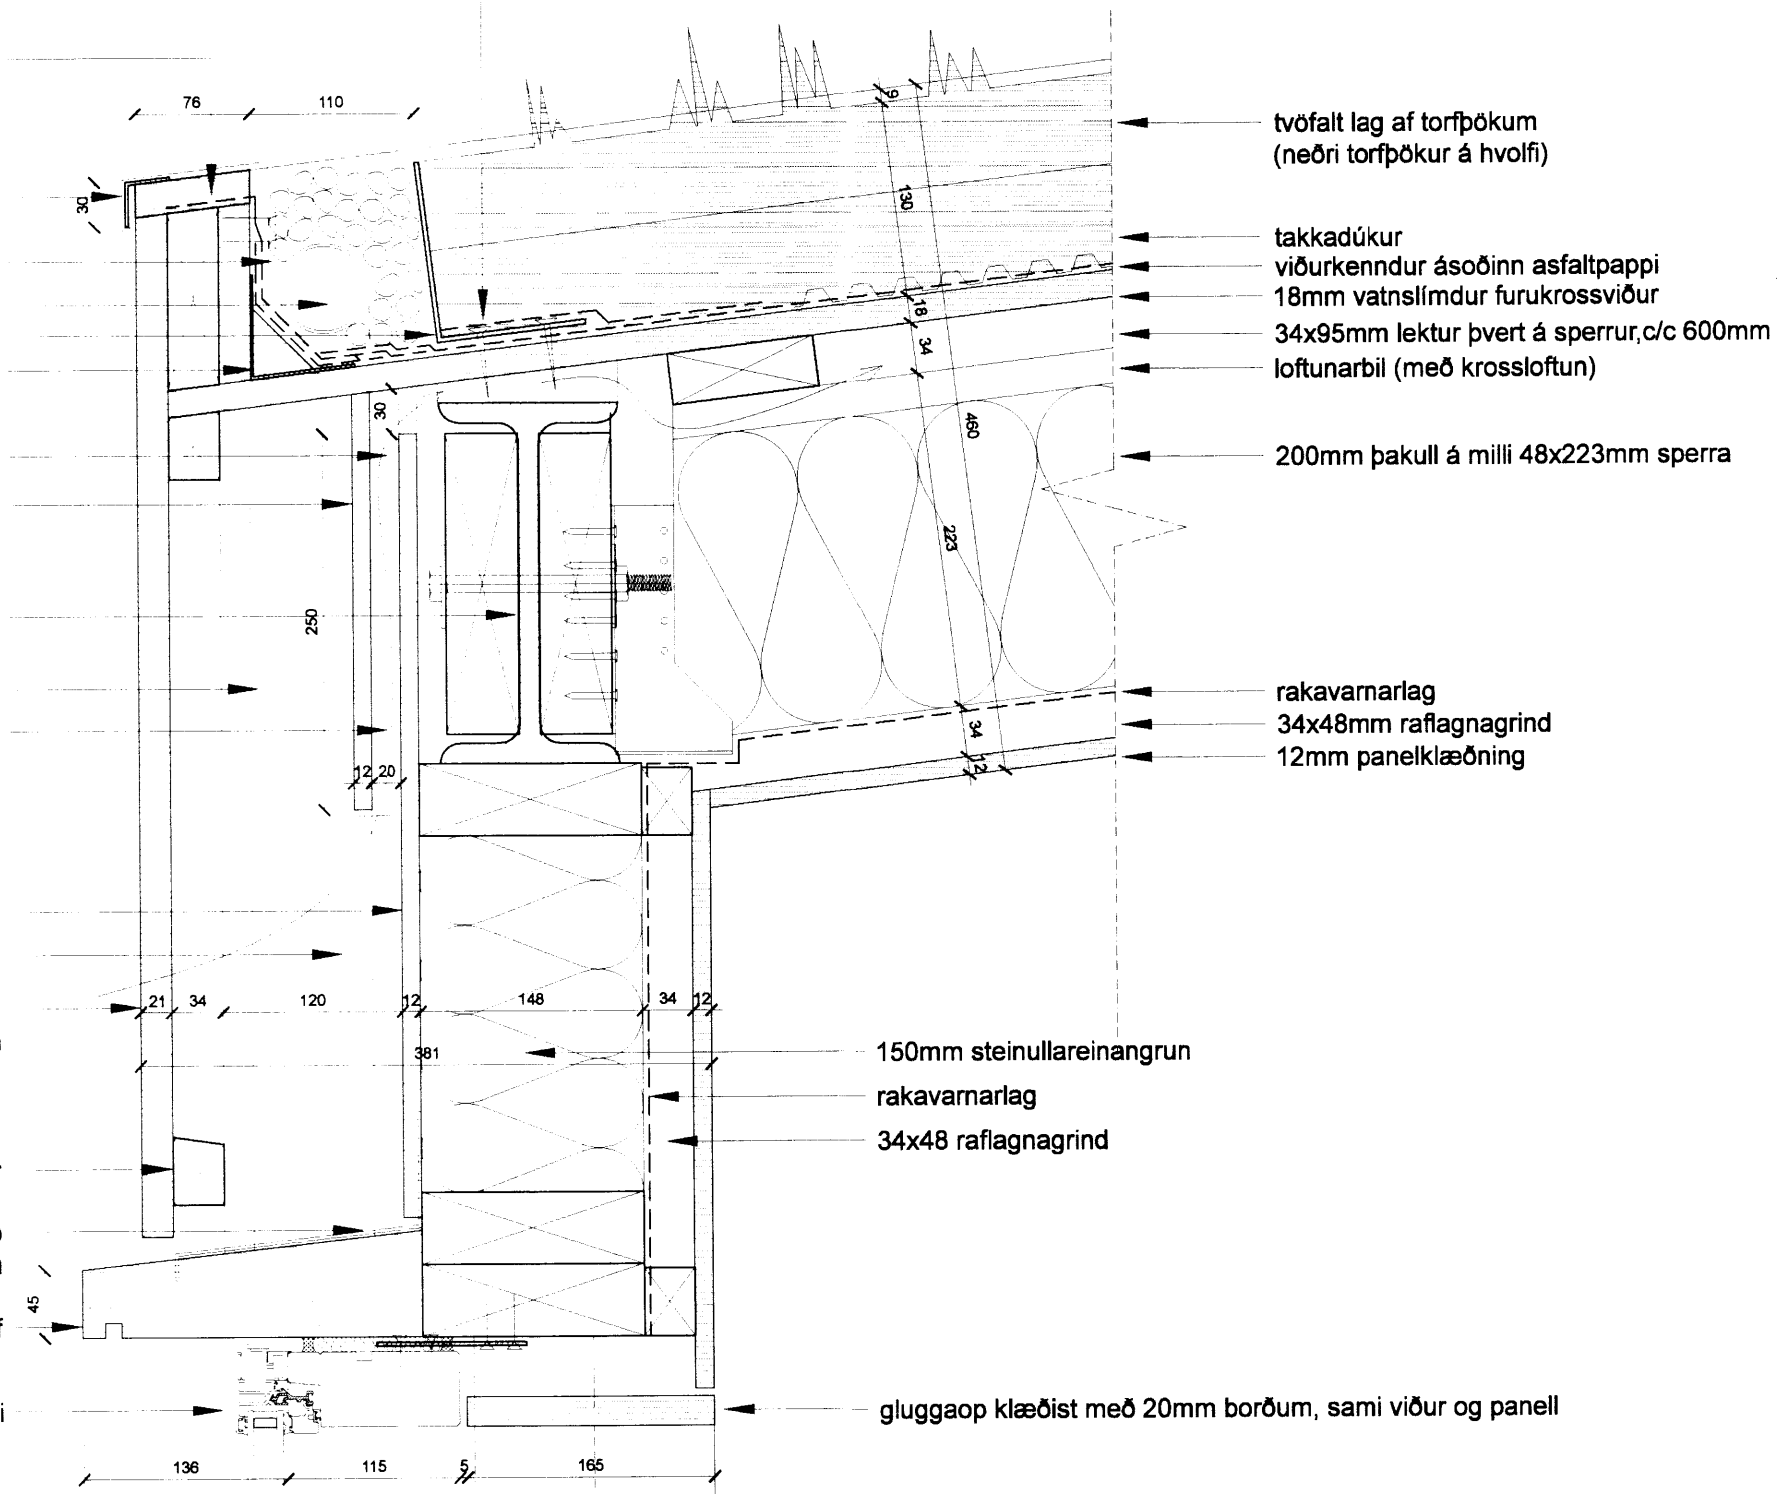 76
110
30
9
130
18
34
460
223
34
12
30
250
12
20
tvöfalt lag af torfþökum
(neðri torfþökur á hvolfi)
takkadúkur
viðurkenndur ásoðinn asfaltpappi
18mm vatnslímdur furukrossviður
34x95mm lektur þvert á sperrur,c/c 600mm
loftunarbil (með krossloftun)
200mm þakull á milli 48x223mm sperra
rakavarnarlag
34x48mm raflagnagrind
12mm panelklæðning
21
34
120
12
148
34
12
381
150mm steinullareinangrun
rakavarnarlag
34x48 raflagnagrind
45
f
i
gluggaop klæðist með 20mm borðum, sami viður og panell
136
115
5
165